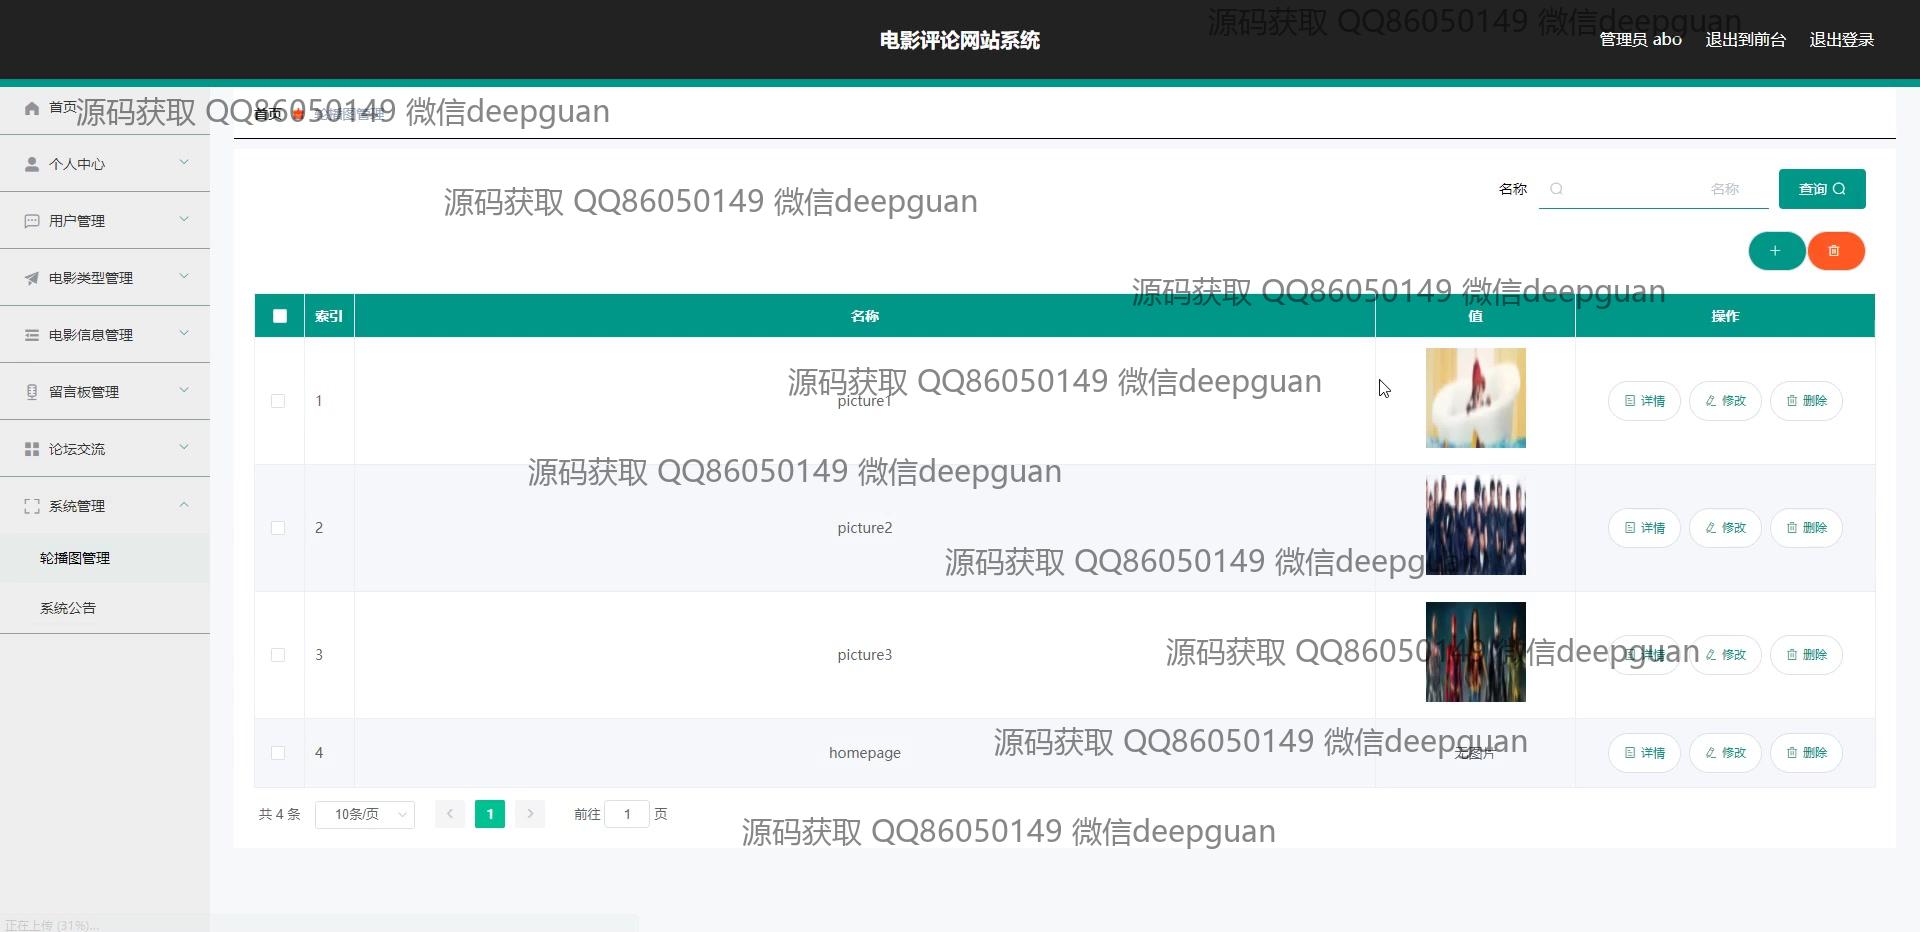 源码获取 QQ86050149 微信deepguan
电影评论网站系统
管理员 abo 退出到前台 退出登录
首页
源码获取 QQ86050149 微信deepguan
首页 轮播图管理
个人中心
用户管理
电影类型管理
电影信息管理
留言板管理
论坛交流
系统管理
轮播图管理
系统公告
源码获取 QQ86050149 微信deepguan
名称 名称 查询
源码获取 QQ86050149 微信deepguan
索引 名称 值 操作
源码获取 QQ86050149 微信deepguan
1 picture1 详情 修改 删除
源码获取 QQ86050149 微信deepguan
2 picture2 详情 修改 删除
源码获取 QQ86050149 微信deepguan
源码获取 QQ86050149 微信deepguan
3 picture3 详情 修改 删除
源码获取 QQ86050149 微信deepguan
4 homepage 无图片 详情 修改 删除
共 4 条 10条/页 1 前往 1 页
源码获取 QQ86050149 微信deepguan
正在上传 (31%)...